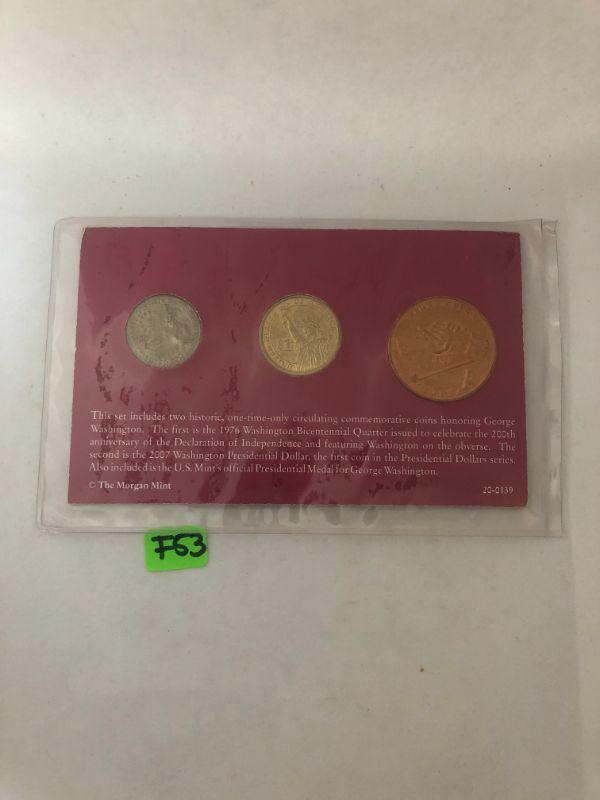 $1
This set includes two historic, one-time-only circulating commemorative coins honoring George
Washington. The first is the 1976 Washington Bicentennial Quarter issued to celebrate the 200th
anniversary of the Declaration of Independence and featuring Washington on the obverse. The
second is the 2007 Washington Presidential Dollar, the first coin in the Presidential Dollars series.
Also included is the U.S. Mint's official Presidential Medal for George Washington.
© The Morgan Mint 20-0139
F63